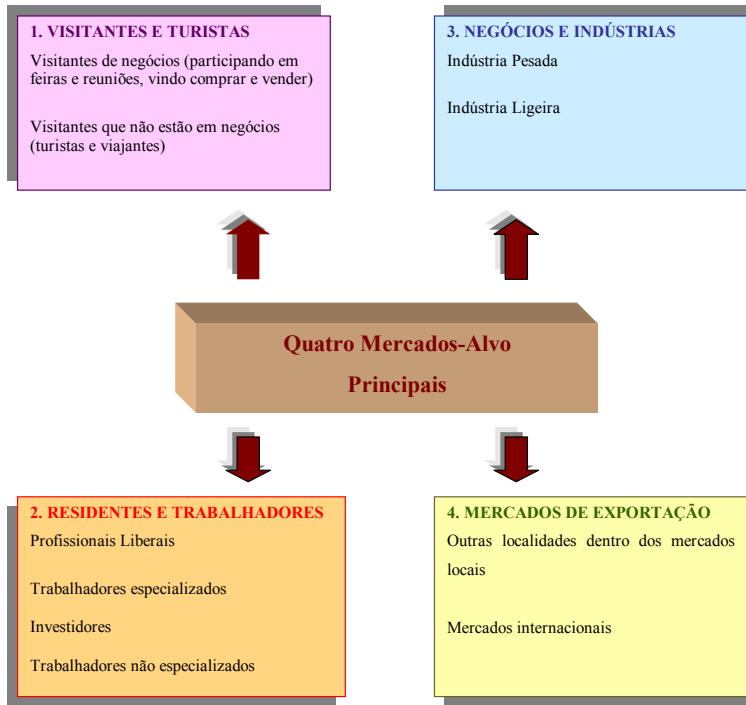 1. VISITANTES E TURISTAS
Visitantes de negócios (participando em
feiras e reuniões, vindo comprar e vender)
Visitantes que não estão em negócios
(turistas e viajantes)
3. NEGÓCIOS E INDÚSTRIAS
Indústria Pesada
Indústria Ligeira
Quatro Mercados-Alvo
Principais
2. RESIDENTES E TRABALHADORES
Profissionais Liberais
Trabalhadores especializados
Investidores
Trabalhadores não especializados
4. MERCADOS DE EXPORTAÇÃO
Outras localidades dentro dos mercados
locais
Mercados internacionais